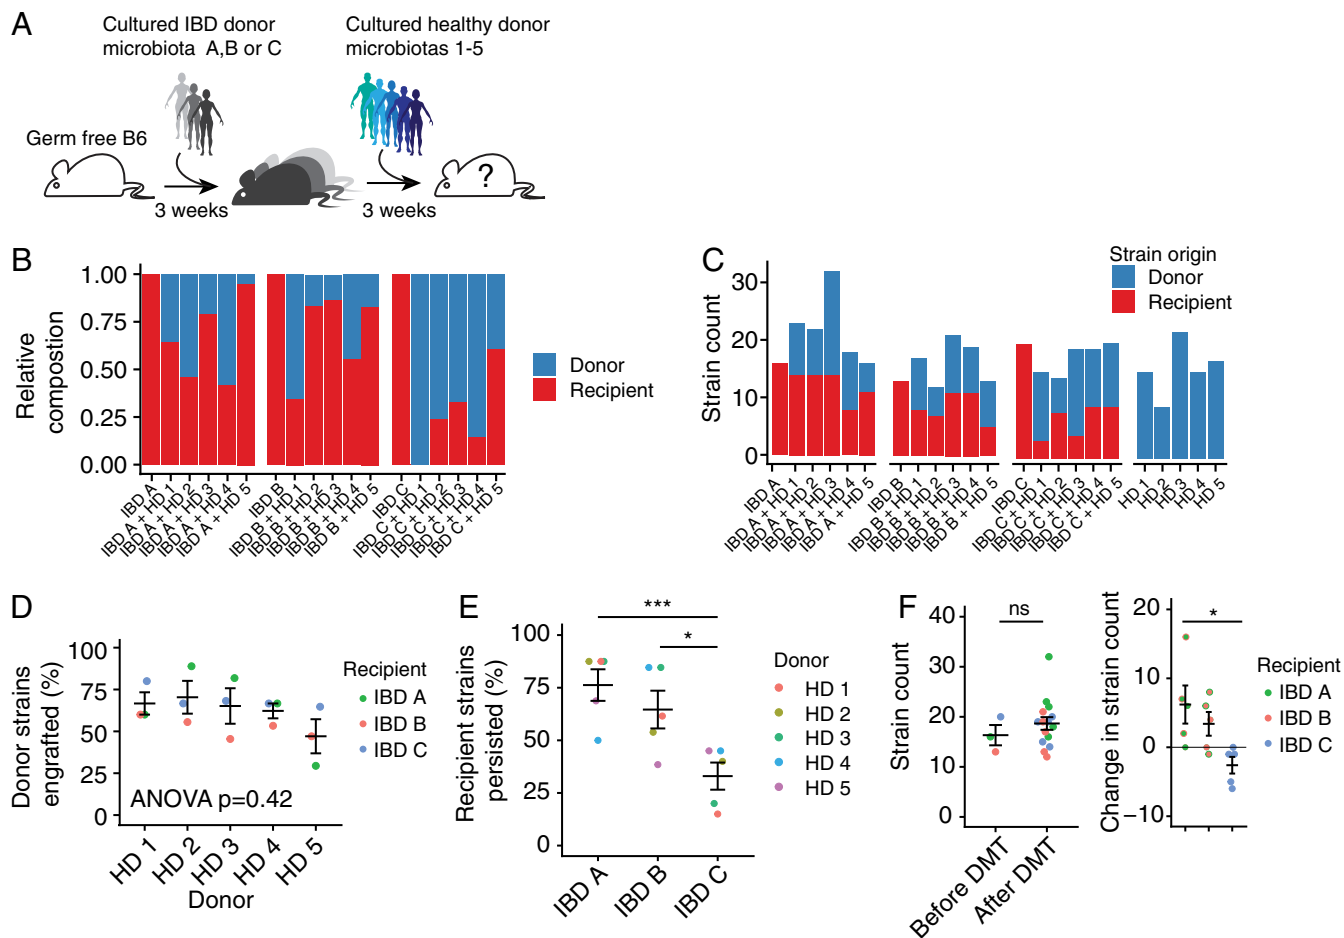 A
Cultured IBD donor
microbiota A,B or C
Cultured healthy donor
microbiotas 1-5
Germ free B6
?
3 weeks
3 weeks
B
Relative
compostion
1.00
0.75
0.50
0.25
0.00
IBD A
IBD A + HD 1
IBD A + HD 2
IBD A + HD 3
IBD A + HD 4
IBD A + HD 5
IBD B
IBD B + HD 1
IBD B + HD 2
IBD B + HD 3
IBD B + HD 4
IBD B + HD 5
IBD C
IBD C + HD 1
IBD C + HD 2
IBD C + HD 3
IBD C + HD 4
IBD C + HD 5
Donor
Recipient
C
Strain count
30
20
10
0
Strain origin
Donor
Recipient
IBD A
IBD A + HD 1
IBD A + HD 2
IBD A + HD 3
IBD A + HD 4
IBD A + HD 5
IBD B
IBD B + HD 1
IBD B + HD 2
IBD B + HD 3
IBD B + HD 4
IBD B + HD 5
IBD C
IBD C + HD 1
IBD C + HD 2
IBD C + HD 3
IBD C + HD 4
IBD C + HD 5
HD 1
HD 2
HD 3
HD 4
HD 5
D
Donor strains
engrafted (%)
100
75
50
25
0
ANOVA p=0.42
HD 1
HD 2
HD 3
HD 4
HD 5
Donor
Recipient
IBD A
IBD B
IBD C
E
Recipient strains
persisted (%)
100
75
50
25
0
***
*
IBD A
IBD B
IBD C
Donor
HD 1
HD 2
HD 3
HD 4
HD 5
F
Strain count
40
30
20
10
0
ns
Before DMT
After DMT
Change in strain count
20
10
0
−10
*
Recipient
IBD A
IBD B
IBD C